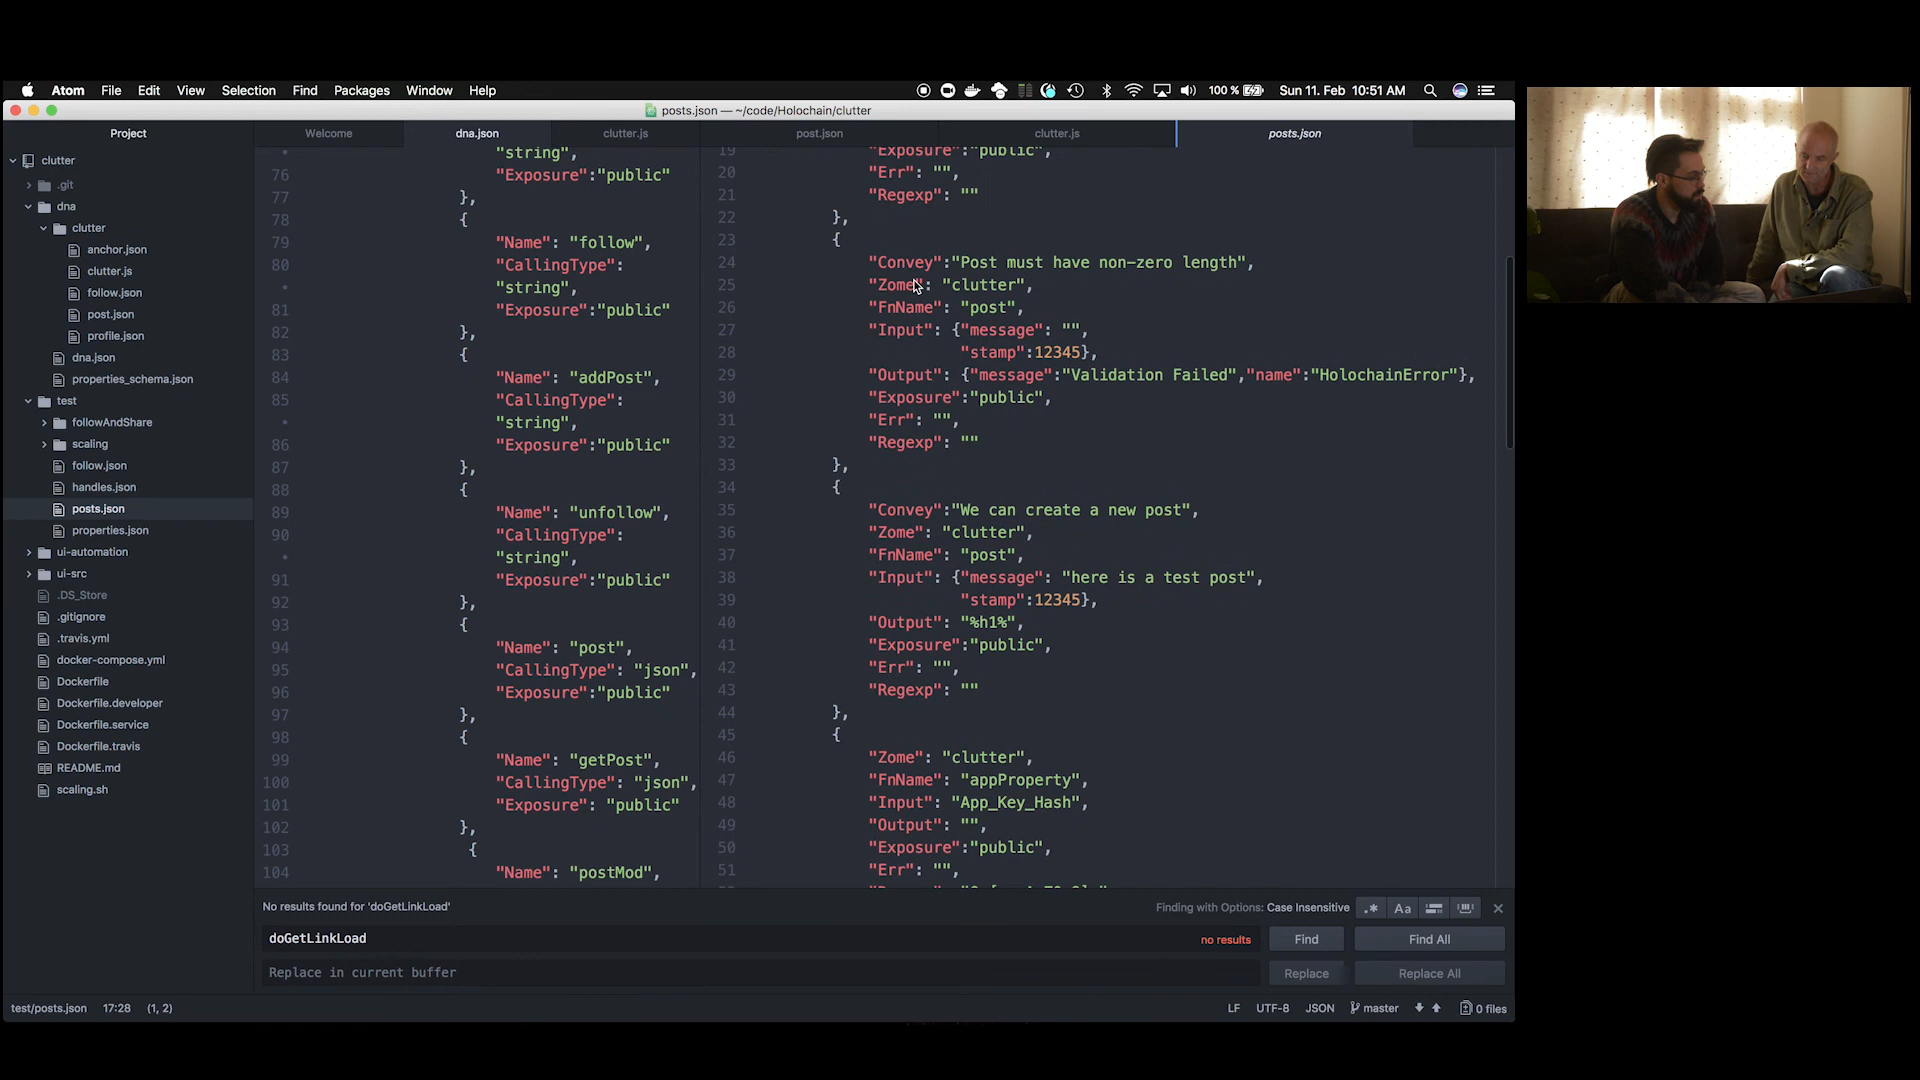 Atom File Edit View Selection Find Packages Window Help 100 % Sun 11. Feb 10:51 AM
posts.json — ~/code/Holochain/clutter
Project
Welcome
dna.json
clutter.js
post.json
clutter.js
posts.json
clutter
.git
dna
clutter
anchor.json
clutter.js
follow.json
post.json
profile.json
dna.json
properties_schema.json
test
followAndShare
scaling
follow.json
handles.json
posts.json
properties.json
ui-automation
ui-src
.DS_Store
.gitignore
.travis.yml
docker-compose.yml
Dockerfile
Dockerfile.developer
Dockerfile.service
Dockerfile.travis
README.md
scaling.sh
"string",
76 "Exposure":"public"
77 },
78 {
79 "Name": "follow",
80 "CallingType":
"string",
81 "Exposure":"public"
82 },
83 {
84 "Name": "addPost",
85 "CallingType":
"string",
86 "Exposure":"public"
87 },
88 {
89 "Name": "unfollow",
90 "CallingType":
"string",
91 "Exposure":"public"
92 },
93 {
94 "Name": "post",
95 "CallingType": "json",
96 "Exposure":"public"
97 },
98 {
99 "Name": "getPost",
100 "CallingType": "json",
101 "Exposure": "public"
102 },
103 {
104 "Name": "postMod",
19 "Exposure":"public",
20 "Err": "",
21 "Regexp": ""
22 },
23 {
24 "Convey":"Post must have non-zero length",
25 "Zome": "clutter",
26 "FnName": "post",
27 "Input": {"message": "",
28 "stamp":12345},
29 "Output": {"message":"Validation Failed","name":"HolochainError"},
30 "Exposure":"public",
31 "Err": "",
32 "Regexp": ""
33 },
34 {
35 "Convey":"We can create a new post",
36 "Zome": "clutter",
37 "FnName": "post",
38 "Input": {"message": "here is a test post",
39 "stamp":12345},
40 "Output": "%h1%",
41 "Exposure":"public",
42 "Err": "",
43 "Regexp": ""
44 },
45 {
46 "Zome": "clutter",
47 "FnName": "appProperty",
48 "Input": "App_Key_Hash",
49 "Output": "",
50 "Exposure":"public",
51 "Err": "",
No results found for 'doGetLinkLoad'
Finding with Options: Case Insensitive
.* Aa
doGetLinkLoad
no results
Find
Find All
Replace in current buffer
Replace
Replace All
test/posts.json 17:28 (1, 2)
LF UTF-8 JSON master 0 files